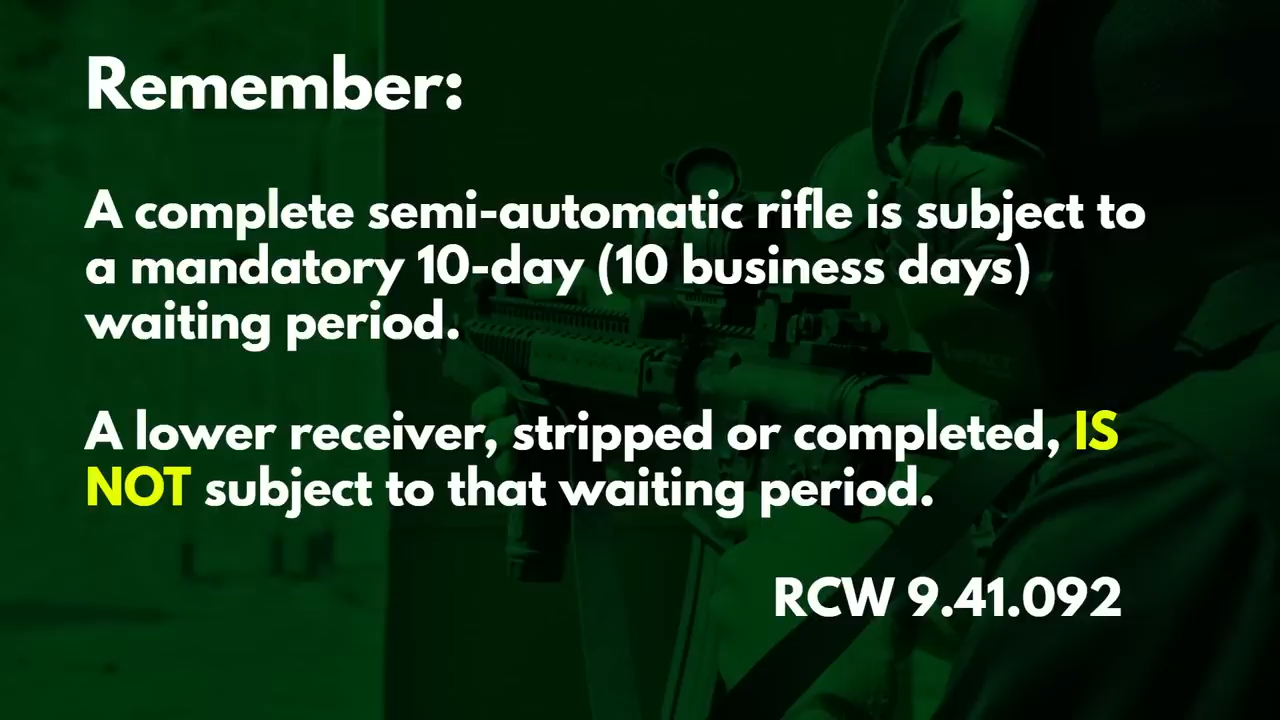 Remember:
A complete semi-automatic rifle is subject to
a mandatory 10-day (10 business days)
waiting period.
A lower receiver, stripped or completed, IS
NOT subject to that waiting period.
RCW 9.41.092